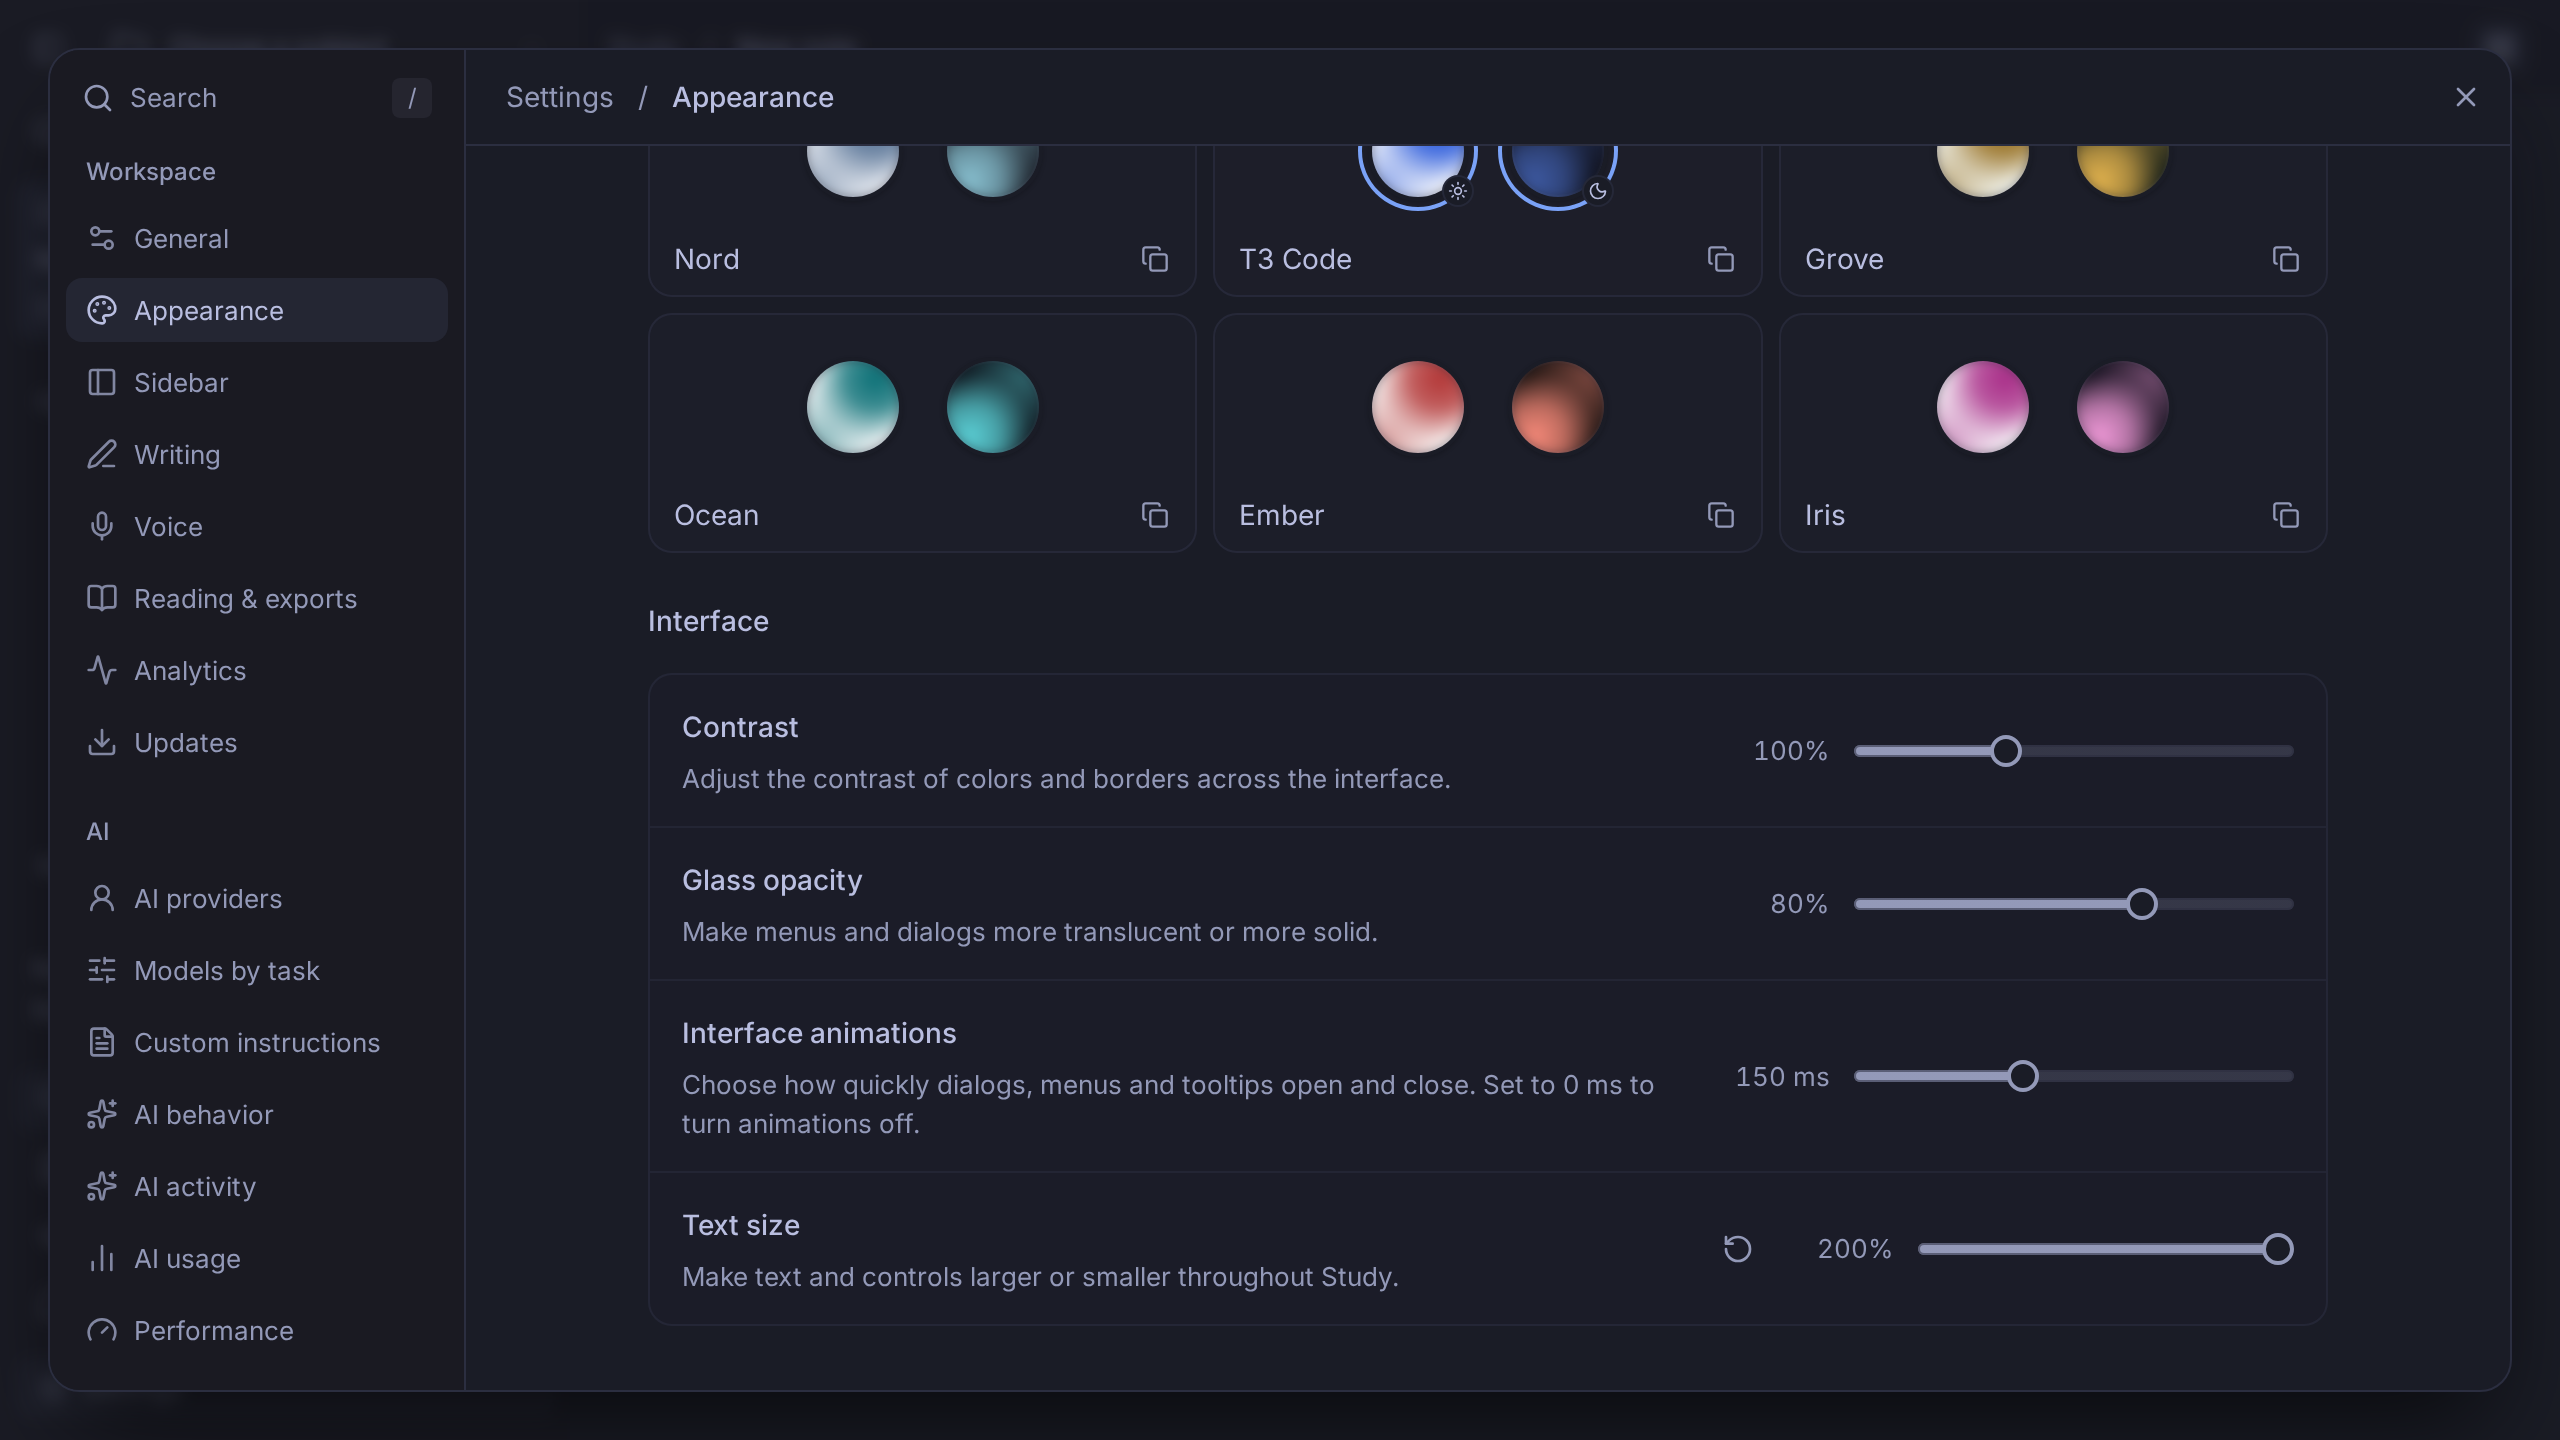 Search /
Settings / Appearance
Workspace
General
Appearance
Sidebar
Writing
Voice
Reading & exports
Analytics
Updates
AI
AI providers
Models by task
Custom instructions
AI behavior
AI activity
AI usage
Performance
Nord
T3 Code
Grove
Ocean
Ember
Iris
Interface
Contrast
Adjust the contrast of colors and borders across the interface.
100%
Glass opacity
Make menus and dialogs more translucent or more solid.
80%
Interface animations
Choose how quickly dialogs, menus and tooltips open and close. Set to 0 ms to
turn animations off.
150 ms
Text size
Make text and controls larger or smaller throughout Study.
200%